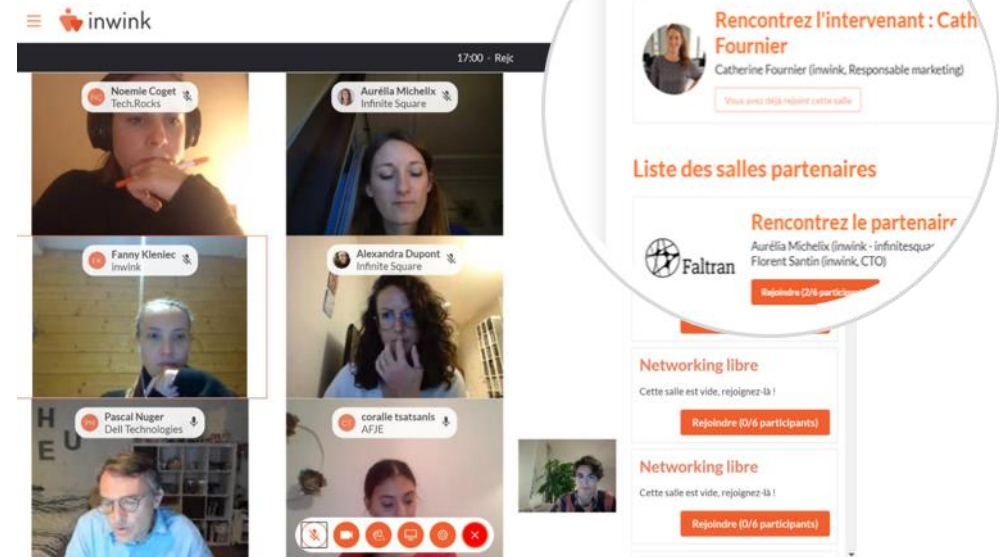 inwink
17:00 - Rejc
NC
Noemie Coget
Tech.Rocks
Aurélia Michelix
Infinite Square
Fanny Kleniec
inwink
Alexandra Dupont
Infinite Square
Pascal Nuger
Dell Technologies
coralie tsatsanis
AFJE
H
E U
Rencontrez l'intervenant : Cath
Fournier
Catherine Fournier (inwink, Responsable marketing)
Vous avez déjà rejoint cette salle
Liste des salles partenaires
Faltran
Rencontrez le partenaire
Aurélia Michelix (inwink - infinitesqua
Florent Santin (inwink, CTO)
Rejoindre (2/6 particip
Networking libre
Cette salle est vide, rejoignez-là !
Rejoindre (0/6 participants)
Networking libre
Cette salle est vide, rejoignez-là !
Rejoindre (0/6 participants)